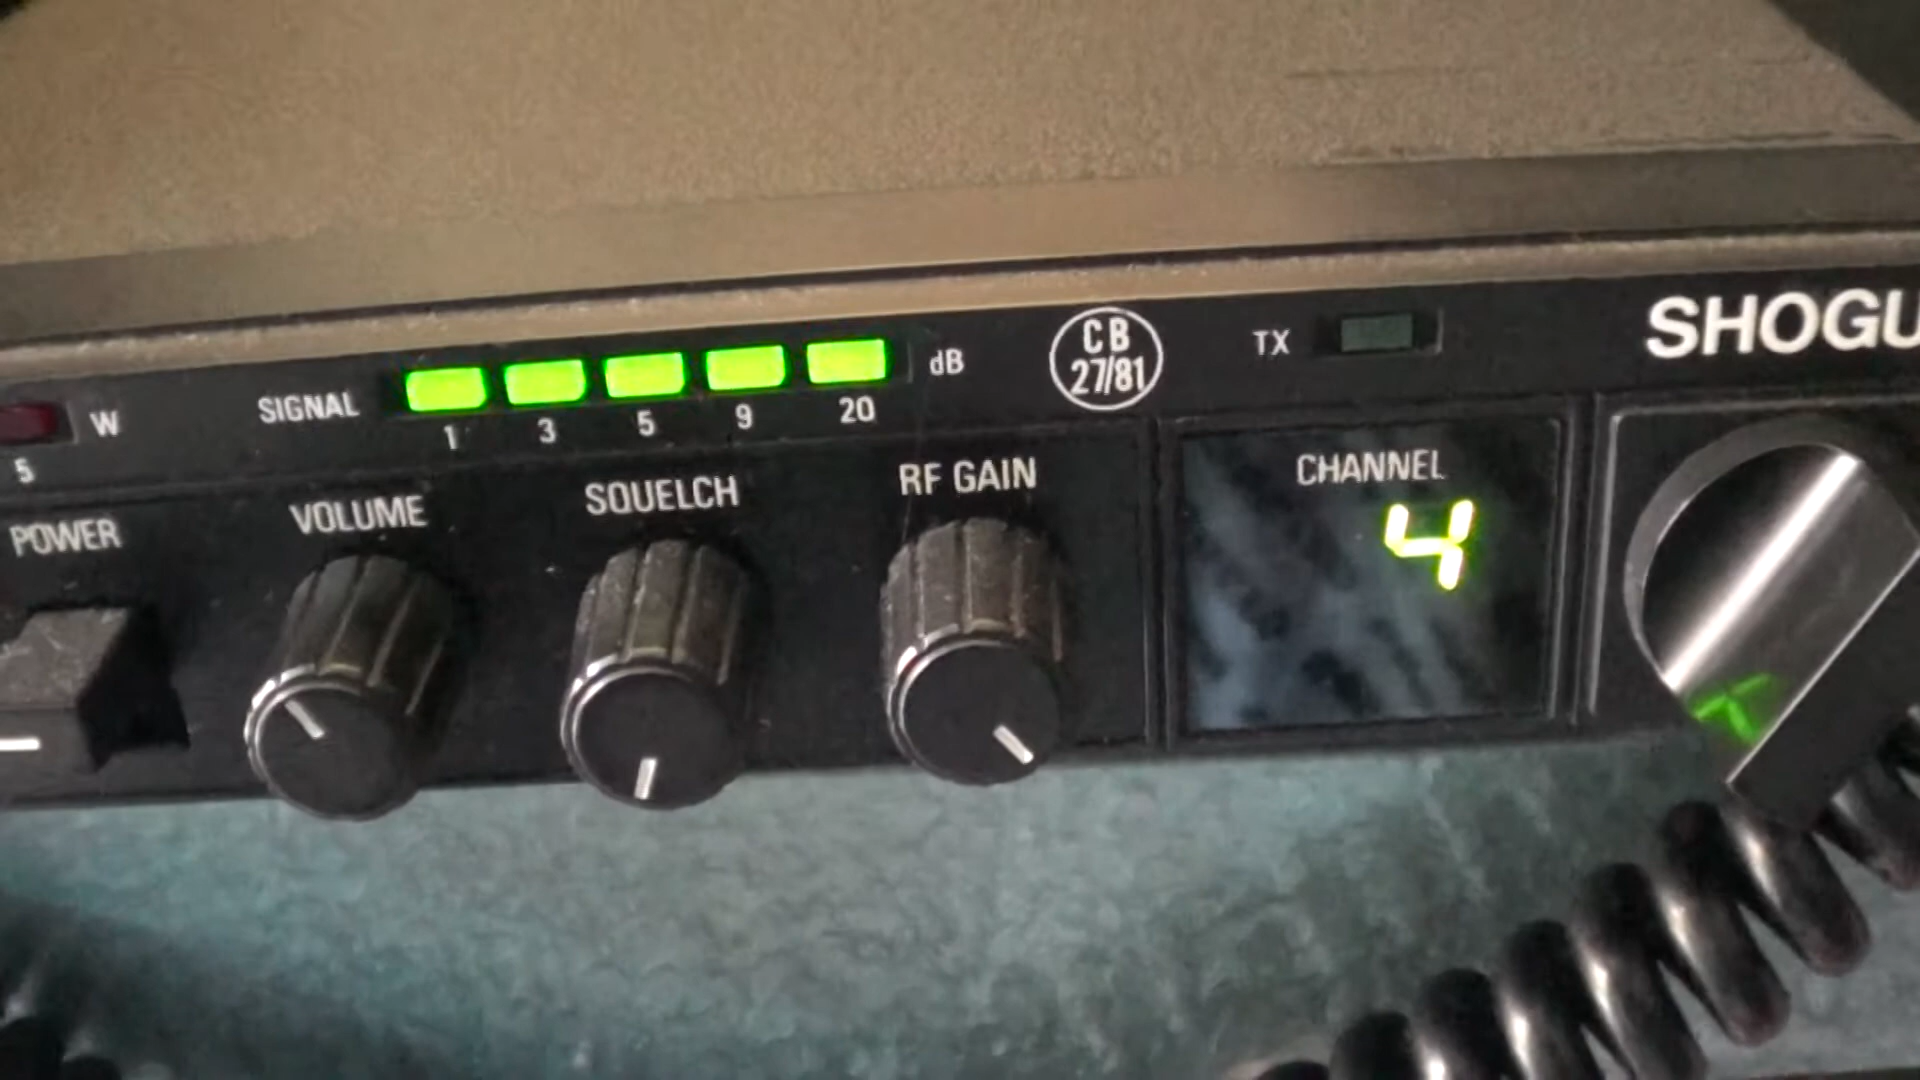 SHOGU
W
SIGNAL
dB
CB
27/81
TX
5
1 3 5 9 20
POWER
VOLUME
SQUELCH
RF GAIN
CHANNEL
4